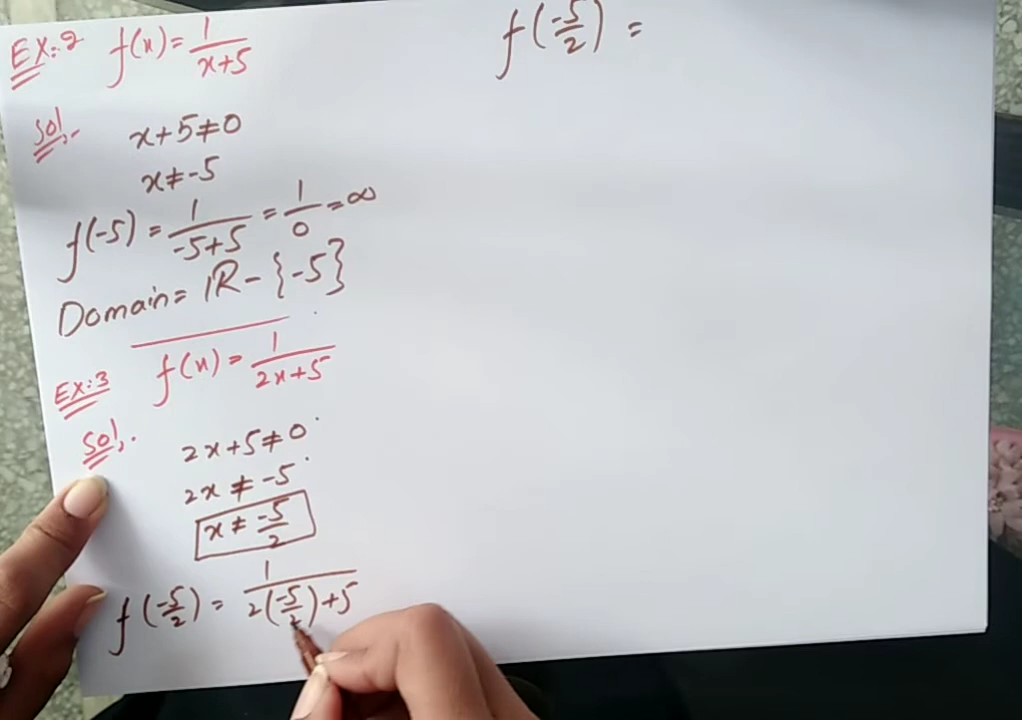 Ex:2 f(x) = 1/(x+5)
Sol,-
x+5≠0
x≠-5
f(-5) = 1/(-5+5) = 1/0 = ∞
Domain = IR - {-5}
Ex:3 f(x) = 1/(2x+5)
Sol,.
2x+5≠0
2x ≠ -5
x ≠ -5/2
f(-5/2) = 1/(2(-5/2)+5)
f(-5/2) =